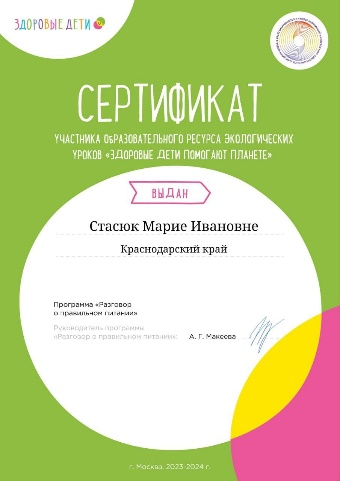 ЗДОРОВЫЕ ДЕТИ
СЕРТИФИКАТ
УЧАСТНИКА ОБРАЗОВАТЕЛЬНОГО РЕСУРСА ЭКОЛОГИЧЕСКИХ
УРОКОВ «ЗДОРОВЫЕ ДЕТИ ПОМОГАЮТ ПЛАНЕТЕ»
ВЫДАН
Стасюк Марие Ивановне
Краснодарский край
Программа «Разговор
о правильном питании»
Руководитель программы
«Разговор о правильном питании»:
А. Г. Макеева
г. Москва, 2023-2024 г.